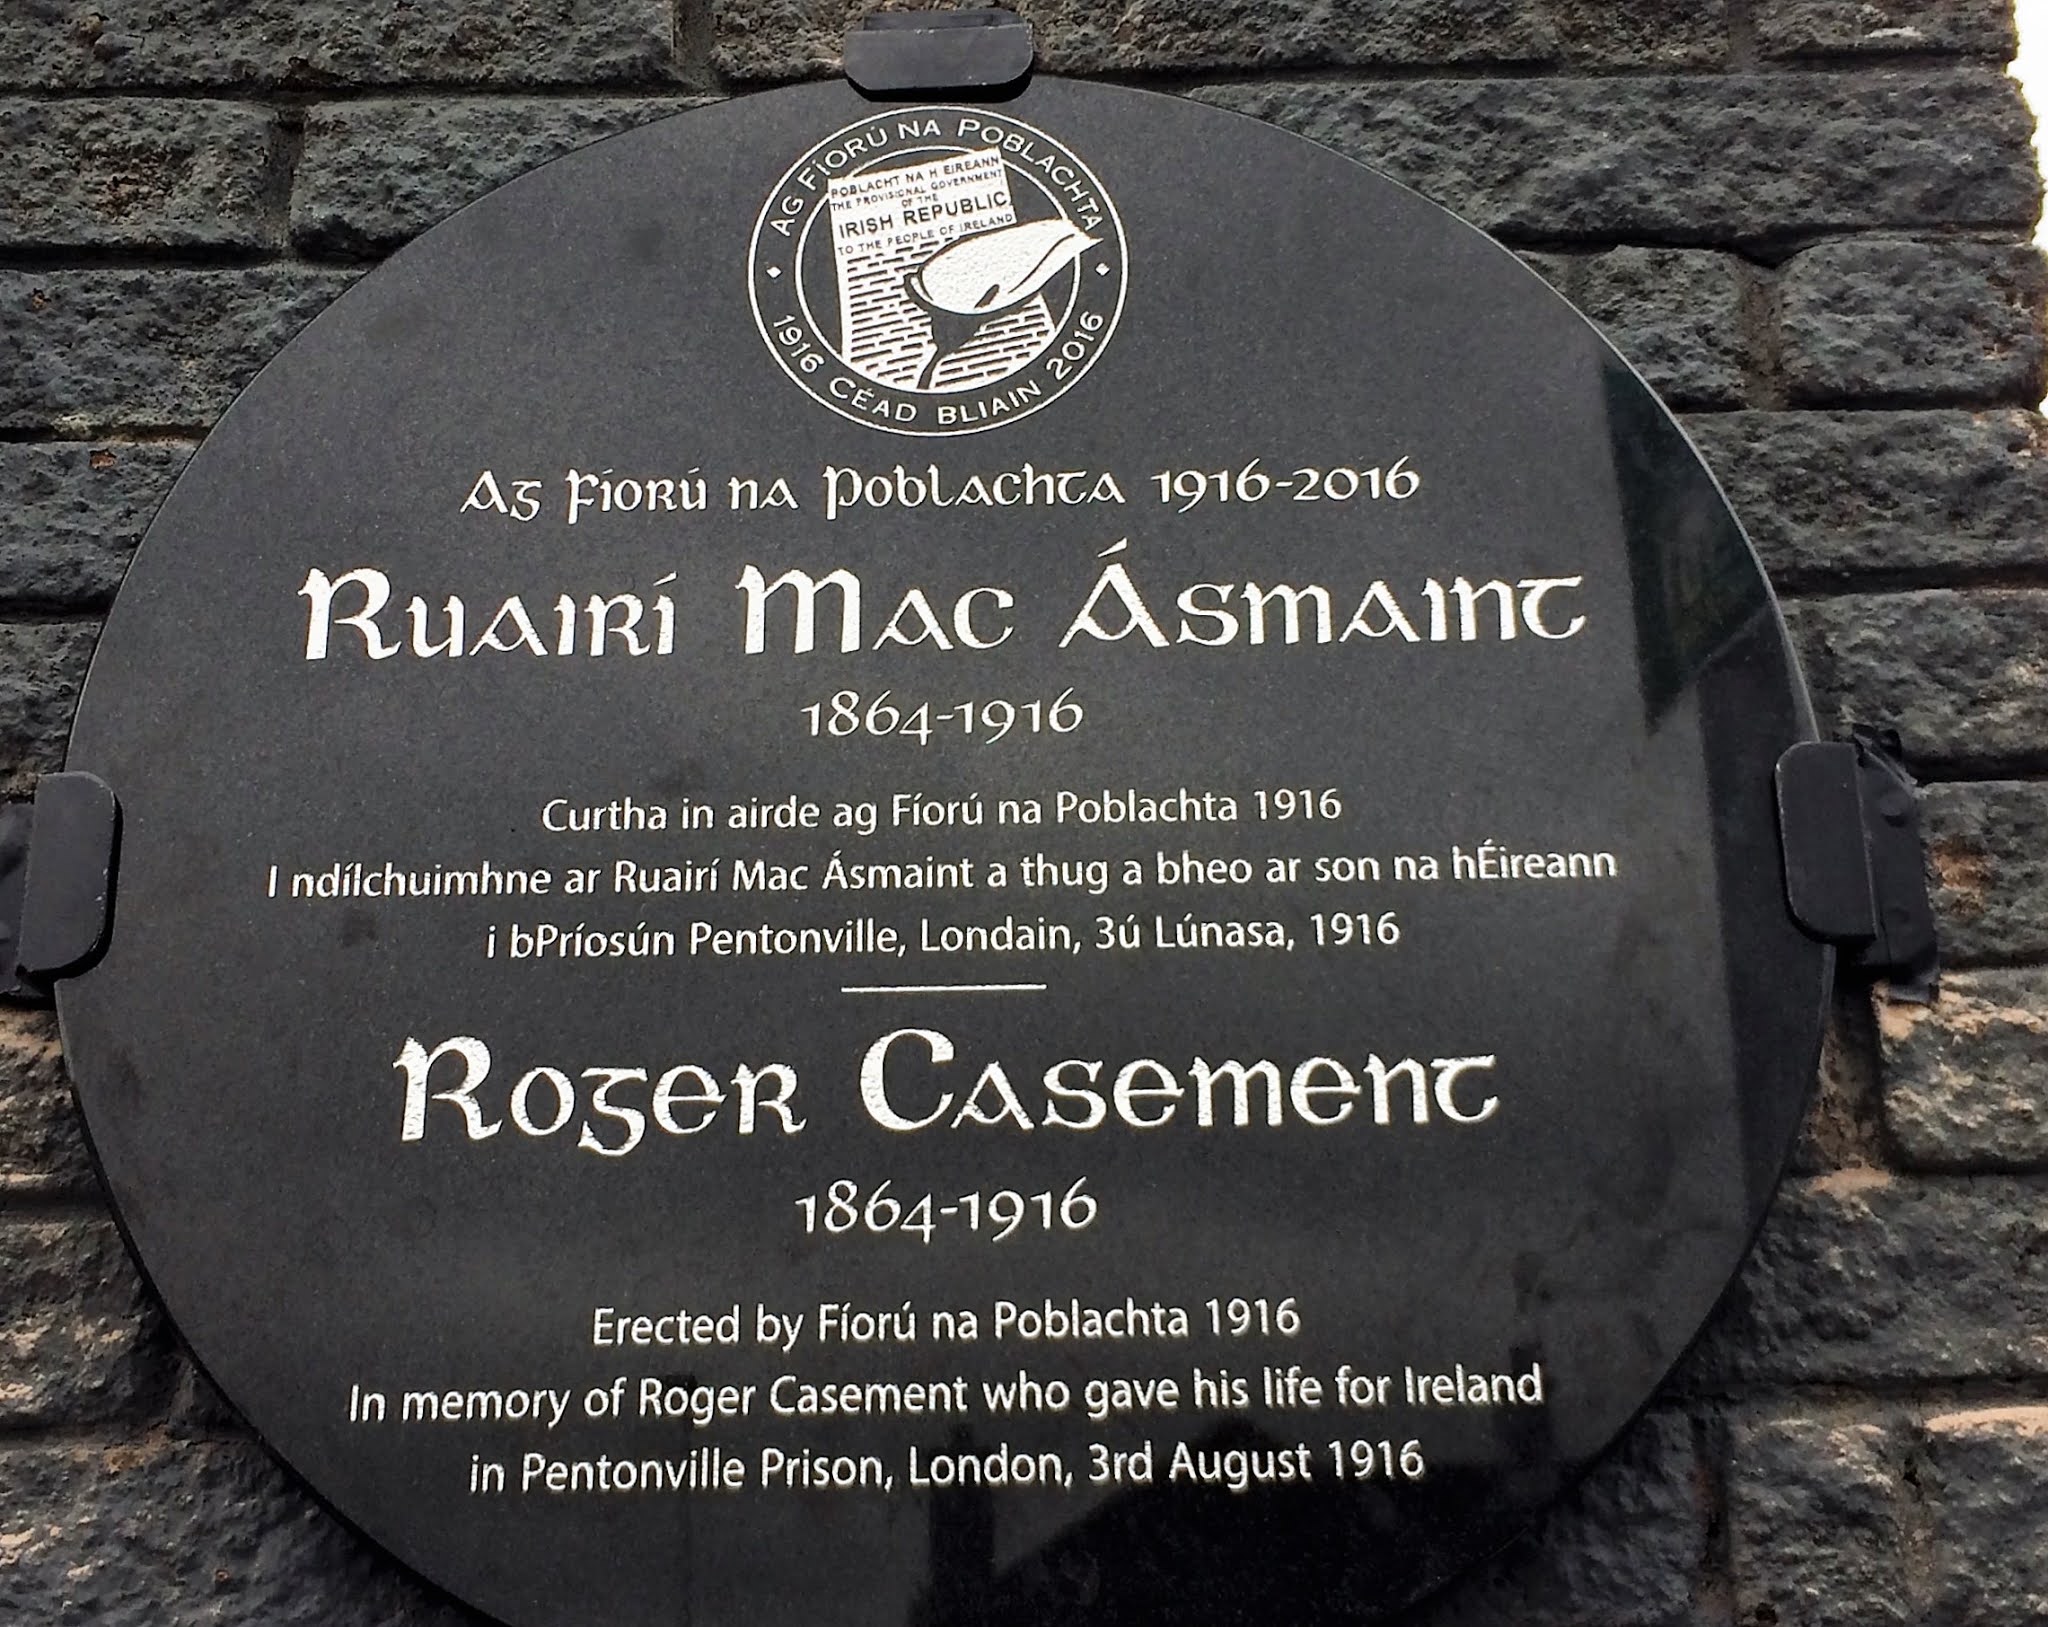 AG FÍORÚ NA POBLACHTA
POBLACHT NA H EIREANN
THE PROVISIONAL GOVERNMENT
OF THE
IRISH REPUBLIC
TO THE PEOPLE OF IRELAND
1916 CÉAD BLIAIN 2016
Ag Fíorú na Poblachta 1916-2016
Ruairí Mac Ásmaint
1864-1916
Curtha in airde ag Fíorú na Poblachta 1916
I ndílchuimhne ar Ruairí Mac Ásmaint a thug a bheo ar son na hÉireann
i bPríosún Pentonville, Londain, 3ú Lúnasa, 1916
Roger Casement
1864-1916
Erected by Fíorú na Poblachta 1916
In memory of Roger Casement who gave his life for Ireland
in Pentonville Prison, London, 3rd August 1916